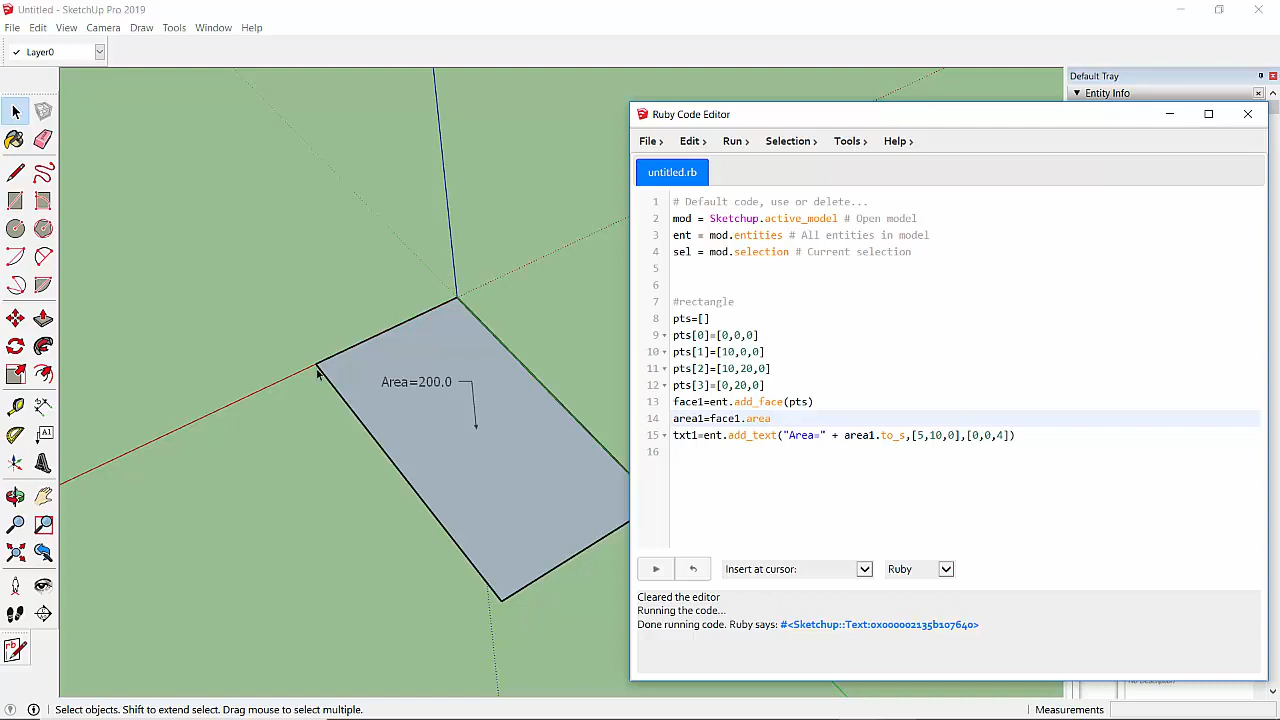 Untitled - SketchUp Pro 2019
File Edit View Camera Draw Tools Window Help
Layer0
Default Tray
Entity Info
Ruby Code Editor
File Edit Run Selection Tools Help
untitled.rb
1 # Default code, use or delete...
2 mod = Sketchup.active_model # Open model
3 ent = mod.entities # All entities in model
4 sel = mod.selection # Current selection
5
6
7 #rectangle
8 pts=[]
9 pts[0]=[0,0,0]
10 pts[1]=[10,0,0]
11 pts[2]=[10,20,0]
12 pts[3]=[0,20,0]
13 face1=ent.add_face(pts)
14 area1=face1.area
15 txt1=ent.add_text("Area=" + area1.to_s,[5,10,0],[0,0,4])
16
Area=200.0
Insert at cursor: Ruby
Cleared the editor
Running the code...
Done running code. Ruby says: #<Sketchup::Text:0x000002135b107640>
Select objects. Shift to extend select. Drag mouse to select multiple.
Measurements